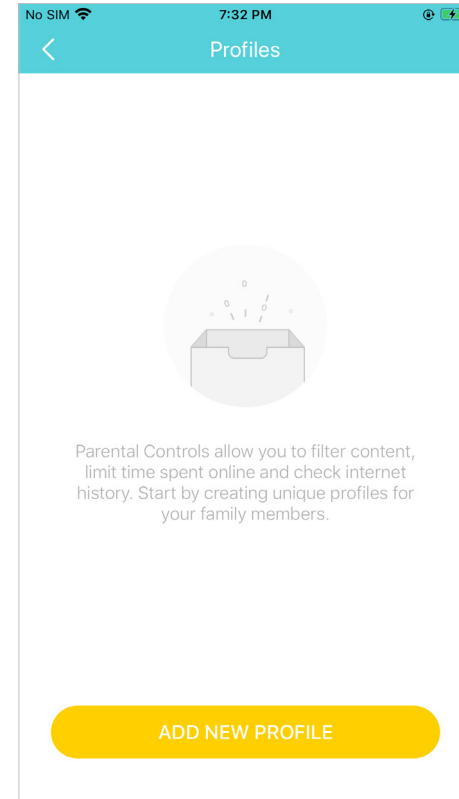 No SIM 7:32 PM
Profiles
Parental Controls allow you to filter content,
limit time spent online and check internet
history. Start by creating unique profiles for
your family members.
ADD NEW PROFILE